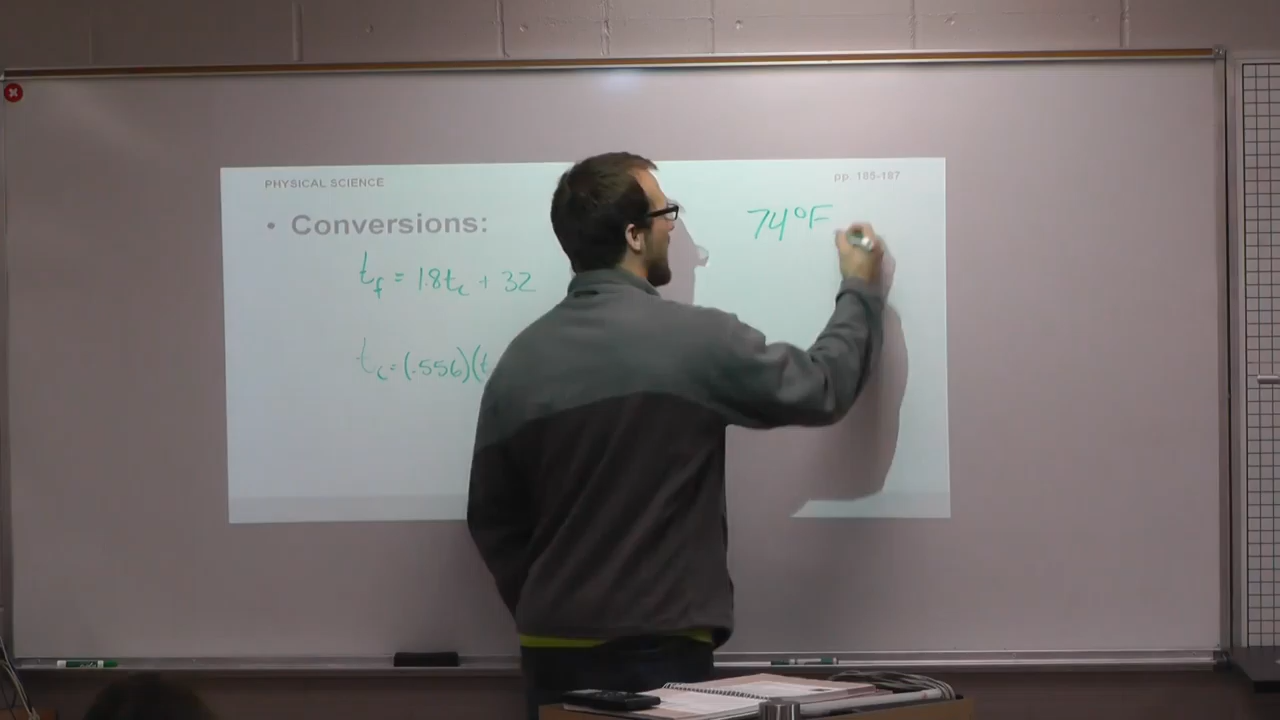 PHYSICAL SCIENCE
pp. 185-187
• Conversions:
74°F
t_f = 1.8t_c + 32
t_c = (.556)(t